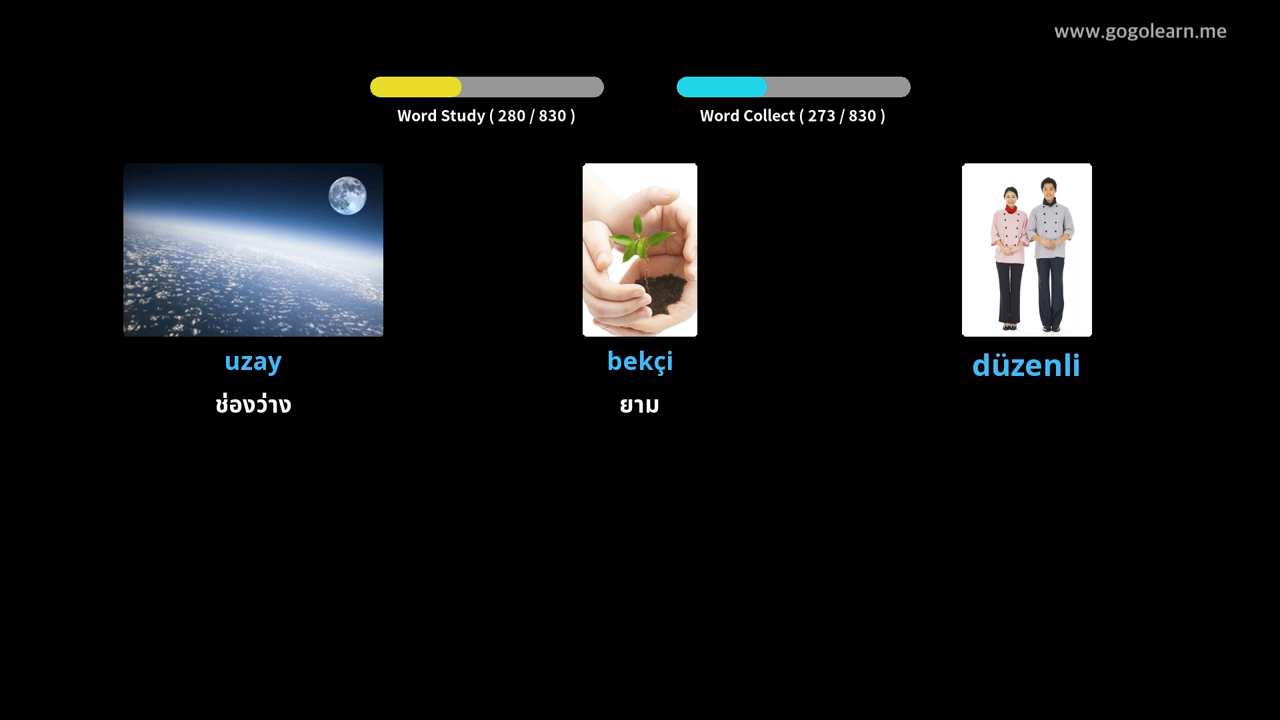 www.gogolearn.me
Word Study ( 280 / 830 )
Word Collect ( 273 / 830 )
uzay
ช่องว่าง
bekçi
ยาม
düzenli